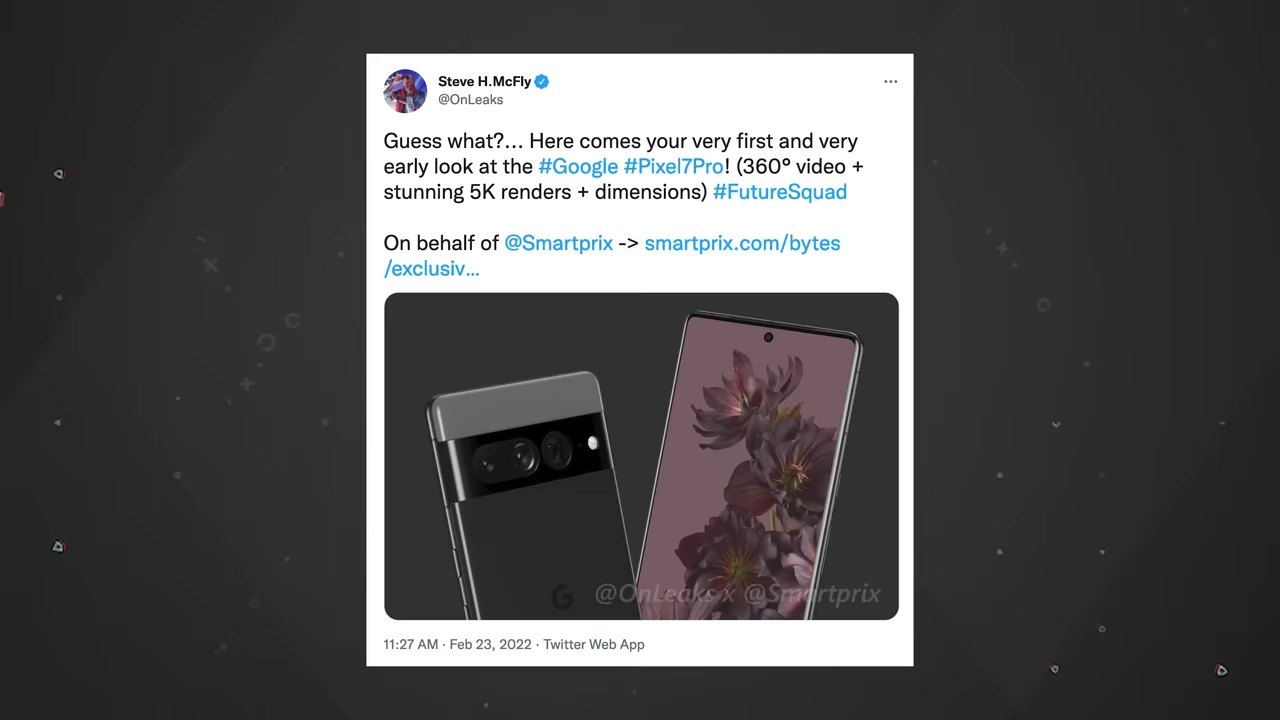 Steve H.McFly
@OnLeaks
Guess what?... Here comes your very first and very
early look at the #Google #Pixel7Pro! (360° video +
stunning 5K renders + dimensions) #FutureSquad
On behalf of @Smartprix -> smartprix.com/bytes
/exclusiv...
G
@OnLeaks x @Smartprix
11:27 AM · Feb 23, 2022 · Twitter Web App